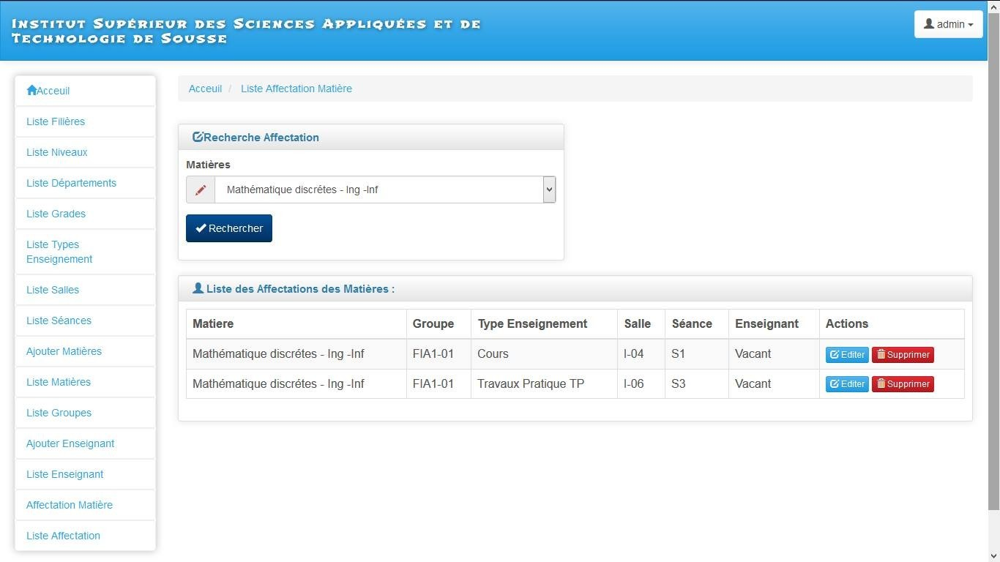 Institut Supérieur des Sciences Appliquées et de
Technologie de Sousse
admin
Acceuil
Liste Filières
Liste Niveaux
Liste Départements
Liste Grades
Liste Types
Enseignement
Liste Salles
Liste Séances
Ajouter Matières
Liste Matières
Liste Groupes
Ajouter Enseignant
Liste Enseignant
Affectation Matière
Liste Affectation
Acceuil / Liste Affectation Matière
Recherche Affectation
Matières
Mathématique discrétes - Ing -Inf
Rechercher
Liste des Affectations des Matières :
Matiere Groupe Type Enseignement Salle Séance Enseignant Actions
Mathématique discrétes - Ing -Inf FIA1-01 Cours I-04 S1 Vacant Editer Supprimer
Mathématique discrétes - Ing -Inf FIA1-01 Travaux Pratique TP I-06 S3 Vacant Editer Supprimer